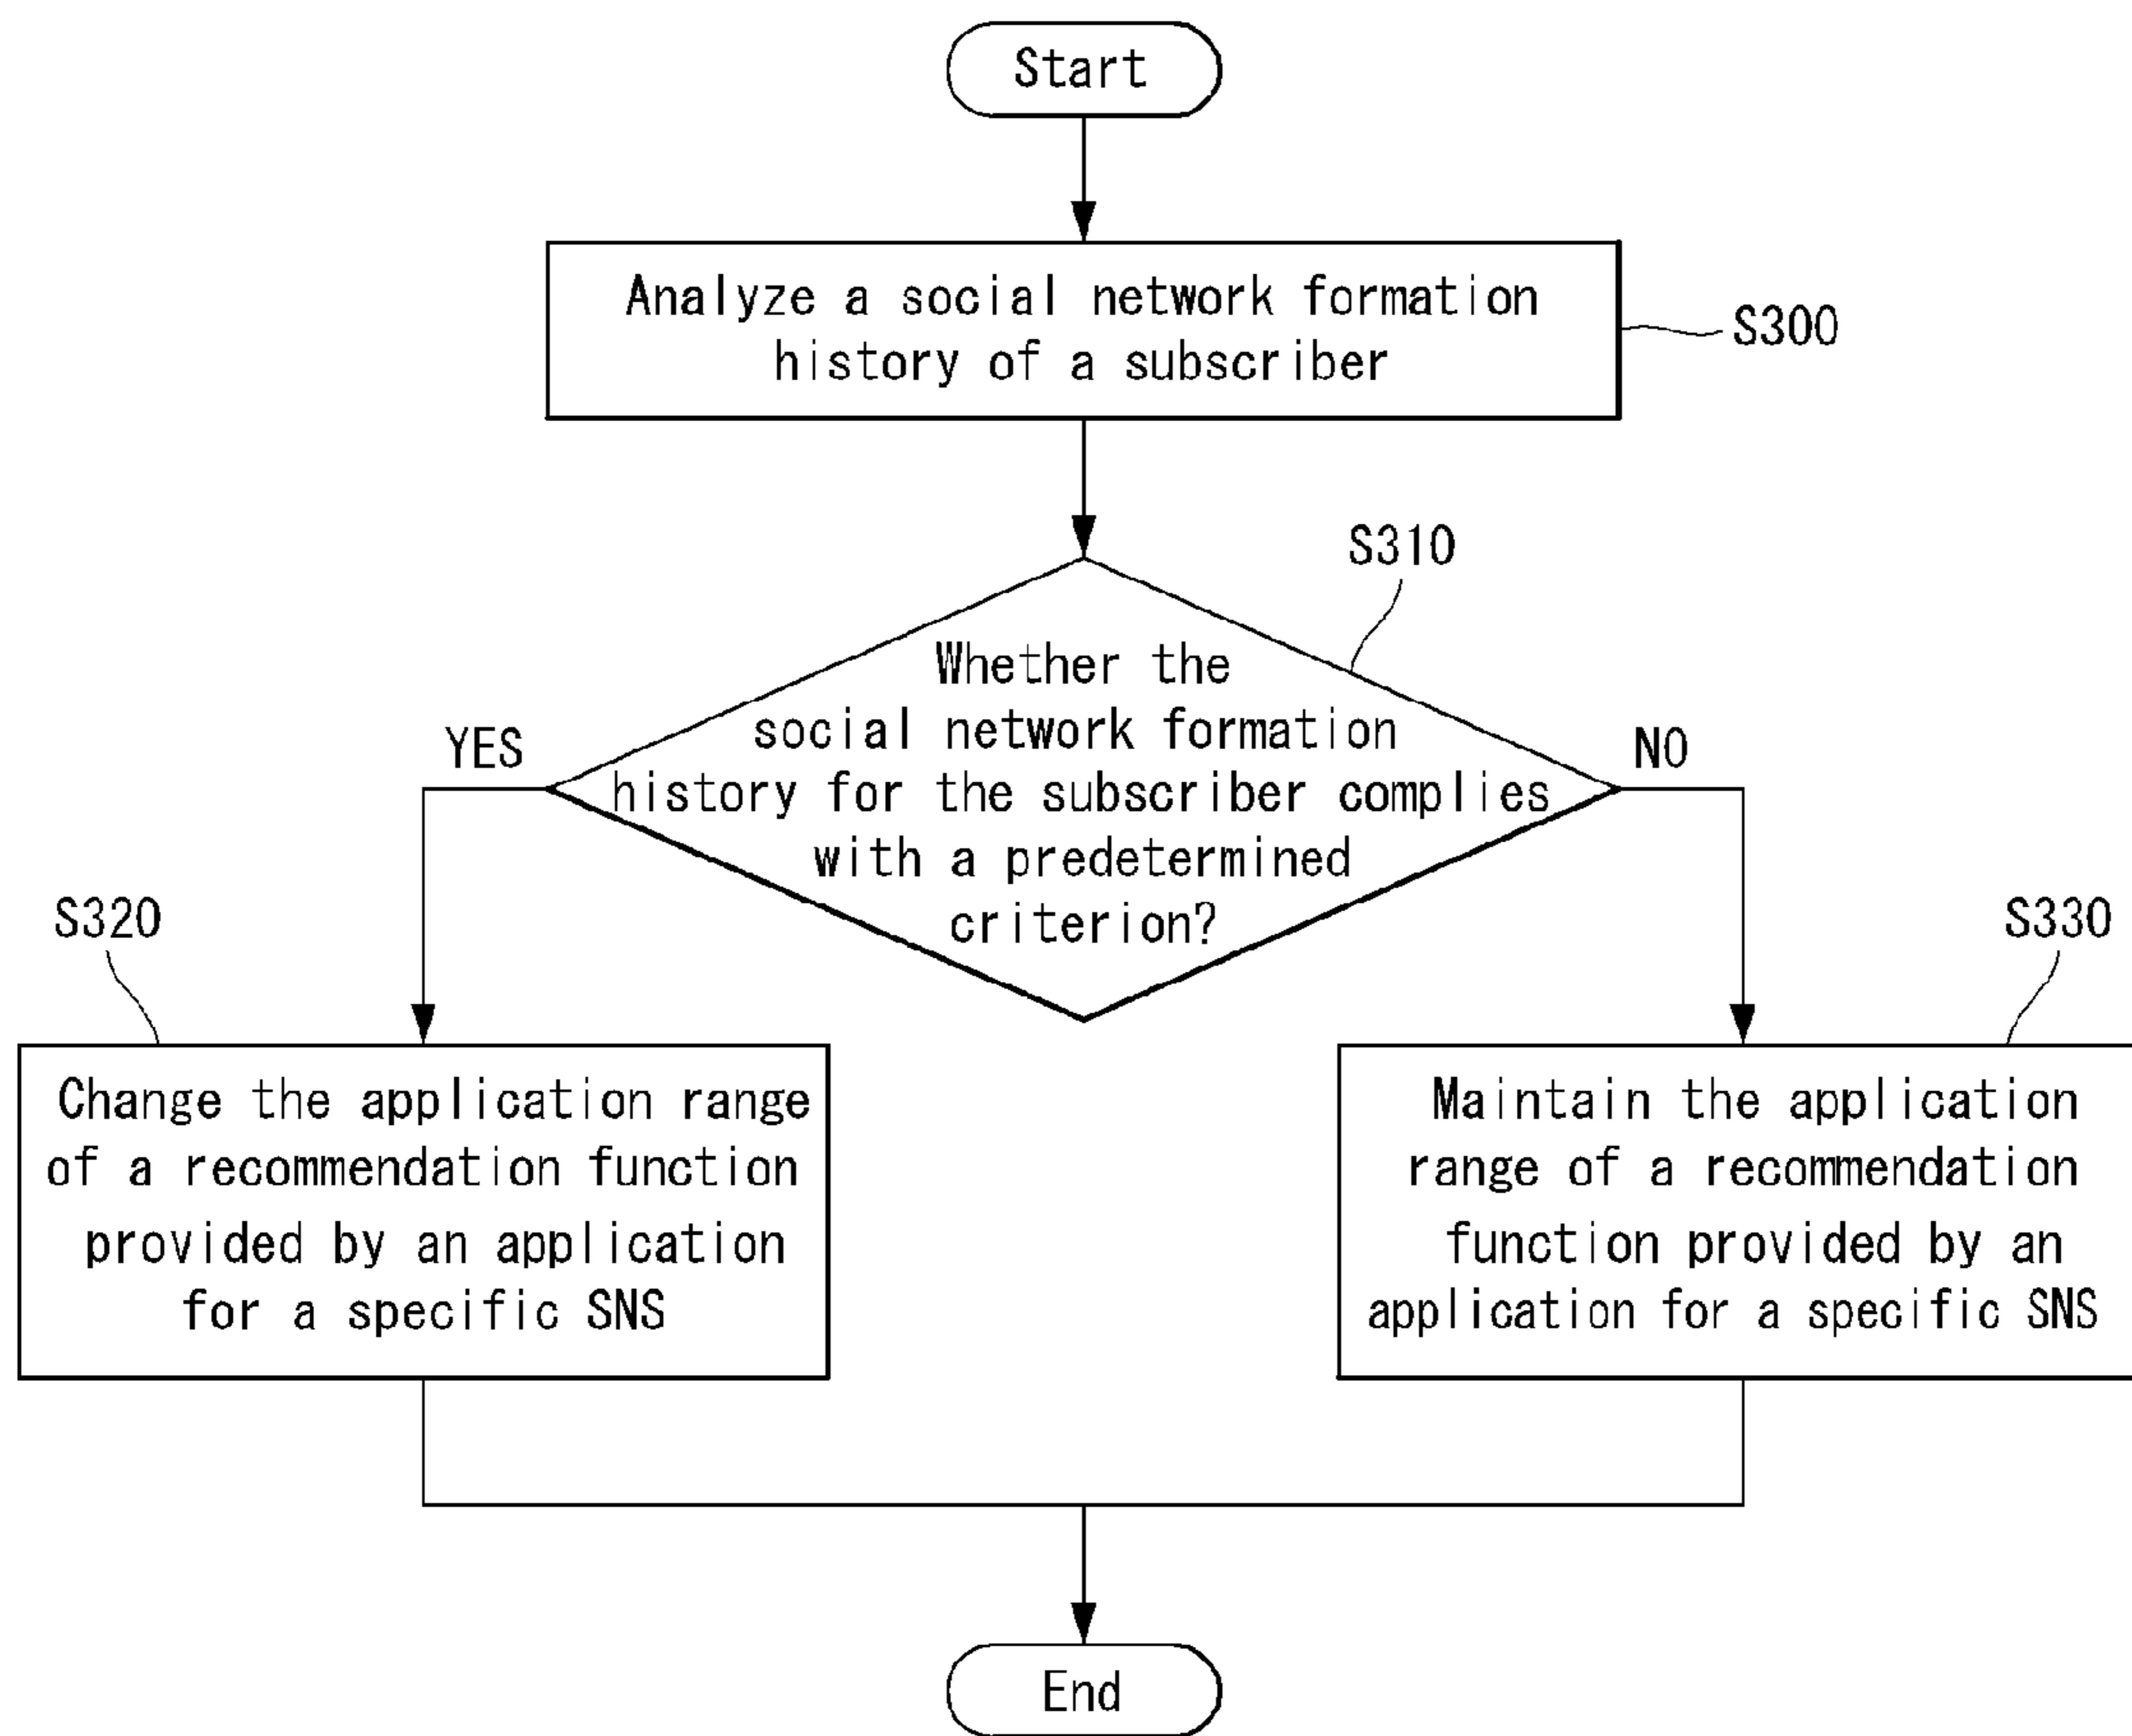 Start
Analyze a social network formation
history of a subscriber
S300
S310
Whether the
social network formation
history for the subscriber complies
with a predetermined
criterion?
YES
NO
S320
S330
Change the application range
of a recommendation function
provided by an application
for a specific SNS
Maintain the application
range of a recommendation
function provided by an
application for a specific SNS
End